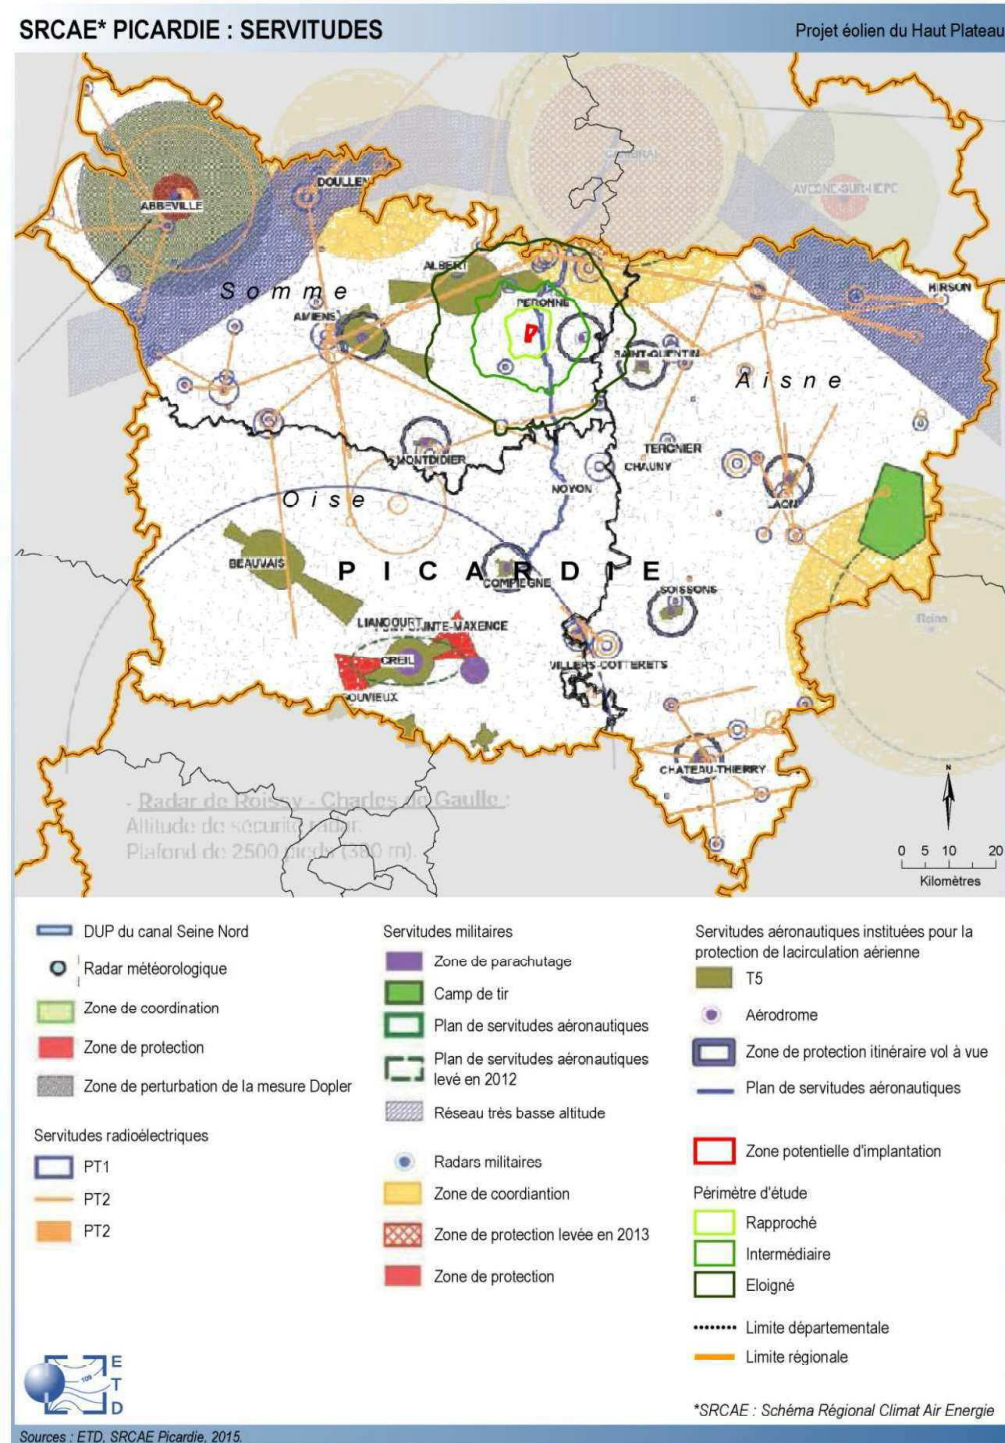 SRCAE* PICARDIE : SERVITUDES
Projet éolien du Haut Plateau
ABBEVILLE
DOULLEN
CAMBRAI
AVESNE-SUR-HEPE
Somme
ALBERT
PERONNE
HIRSON
AMIENS
SAINT-QUENTIN
Aisne
MONTDIDIER
TERGNIER
CHAUNY
Oise
NOYON
LAON
BEAUVAIS
PICARDIE
COMPIEGNE
SOISSONS
Reims
LIANCOURT
INTE-MAXENCE
CREIL
VILLERS-COTTERETS
OUVIEUX
CHATEAU-THIERRY
- Radar de Roissy - Charles de Gaulle :
Altitude de sécurité radar.
Plafond de 2500 pieds (380 m).
N
0 5 10 20
Kilomètres
DUP du canal Seine Nord
Radar météorologique
Zone de coordination
Zone de protection
Zone de perturbation de la mesure Dopler
Servitudes radioélectriques
PT1
PT2
PT2
Servitudes militaires
Zone de parachutage
Camp de tir
Plan de servitudes aéronautiques
Plan de servitudes aéronautiques
levé en 2012
Réseau très basse altitude
Radars militaires
Zone de coordiantion
Zone de protection levée en 2013
Zone de protection
Servitudes aéronautiques instituées pour la
protection de lacirculation aérienne
T5
Aérodrome
Zone de protection itinéraire vol à vue
Plan de servitudes aéronautiques
Zone potentielle d'implantation
Périmètre d'étude
Rapproché
Intermédiaire
Eloigné
Limite départementale
Limite régionale
109
E
T
D
*SRCAE : Schéma Régional Climat Air Energie
Sources : ETD, SRCAE Picardie, 2015.